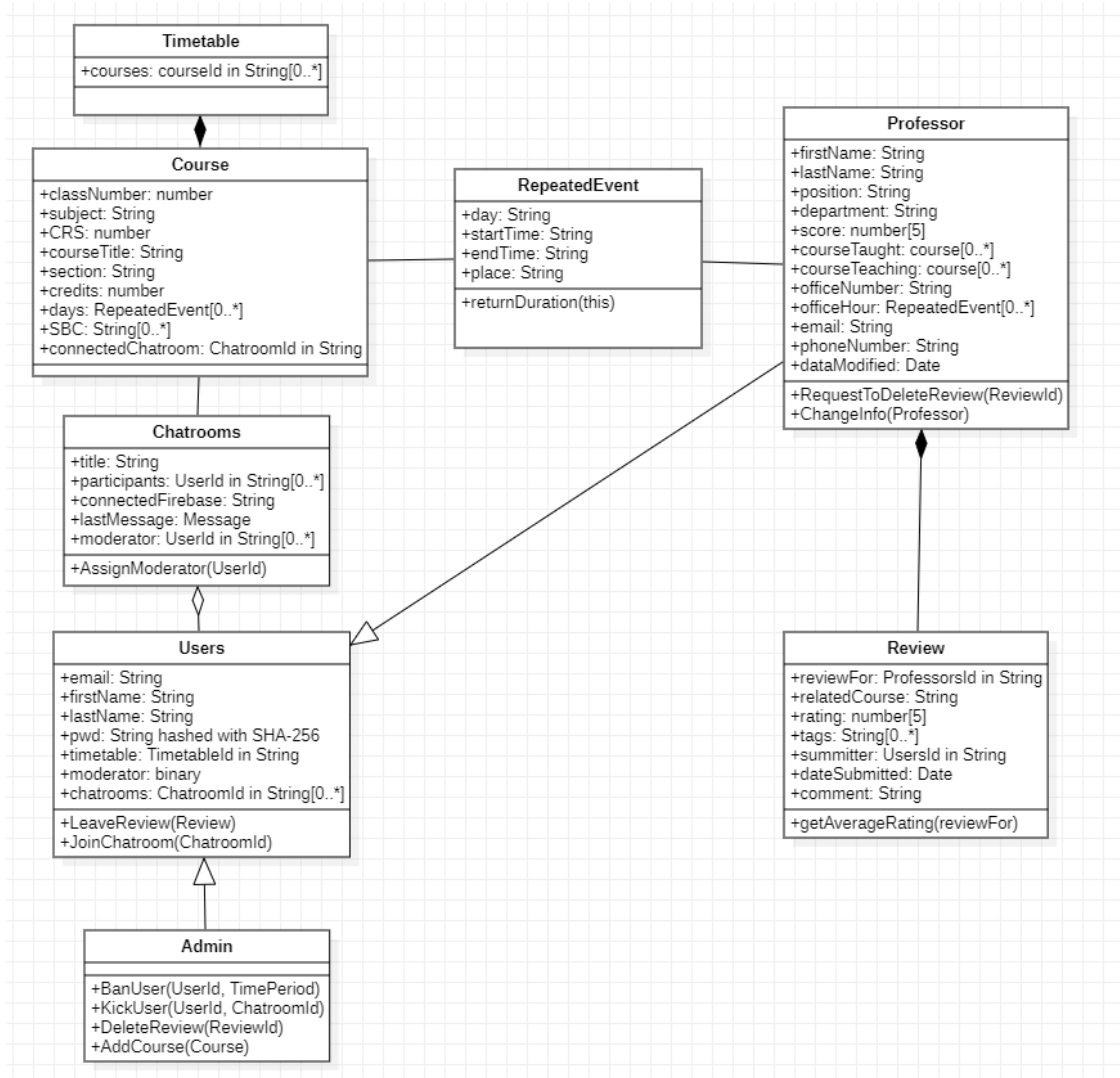 Timetable
+courses: courseId in String[0..*]
Course
+classNumber: number
+subject: String
+CRS: number
+courseTitle: String
+section: String
+credits: number
+days: RepeatedEvent[0..*]
+SBC: String[0..*]
+connectedChatroom: ChatroomId in String
RepeatedEvent
+day: String
+startTime: String
+endTime: String
+place: String
+returnDuration(this)
Professor
+firstName: String
+lastName: String
+position: String
+department: String
+score: number[5]
+courseTaught: course[0..*]
+courseTeaching: course[0..*]
+officeNumber: String
+officeHour: RepeatedEvent[0..*]
+email: String
+phoneNumber: String
+dataModified: Date
+RequestToDeleteReview(ReviewId)
+ChangeInfo(Professor)
Chatrooms
+title: String
+participants: UserId in String[0..*]
+connectedFirebase: String
+lastMessage: Message
+moderator: UserId in String[0..*]
+AssignModerator(UserId)
Users
+email: String
+firstName: String
+lastName: String
+pwd: String hashed with SHA-256
+timetable: TimetableId in String
+moderator: binary
+chatrooms: ChatroomId in String[0..*]
+LeaveReview(Review)
+JoinChatroom(ChatroomId)
Review
+reviewFor: ProfessorsId in String
+relatedCourse: String
+rating: number[5]
+tags: String[0..*]
+summitter: UsersId in String
+dateSubmitted: Date
+comment: String
+getAverageRating(reviewFor)
Admin
+BanUser(UserId, TimePeriod)
+KickUser(UserId, ChatroomId)
+DeleteReview(ReviewId)
+AddCourse(Course)